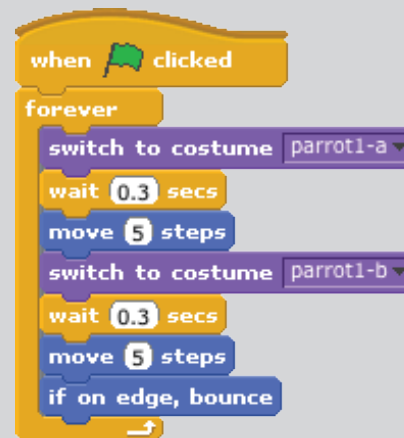 when clicked
forever
switch to costume parrot1-a
wait 0.3 secs
move 5 steps
switch to costume parrot1-b
wait 0.3 secs
move 5 steps
if on edge, bounce